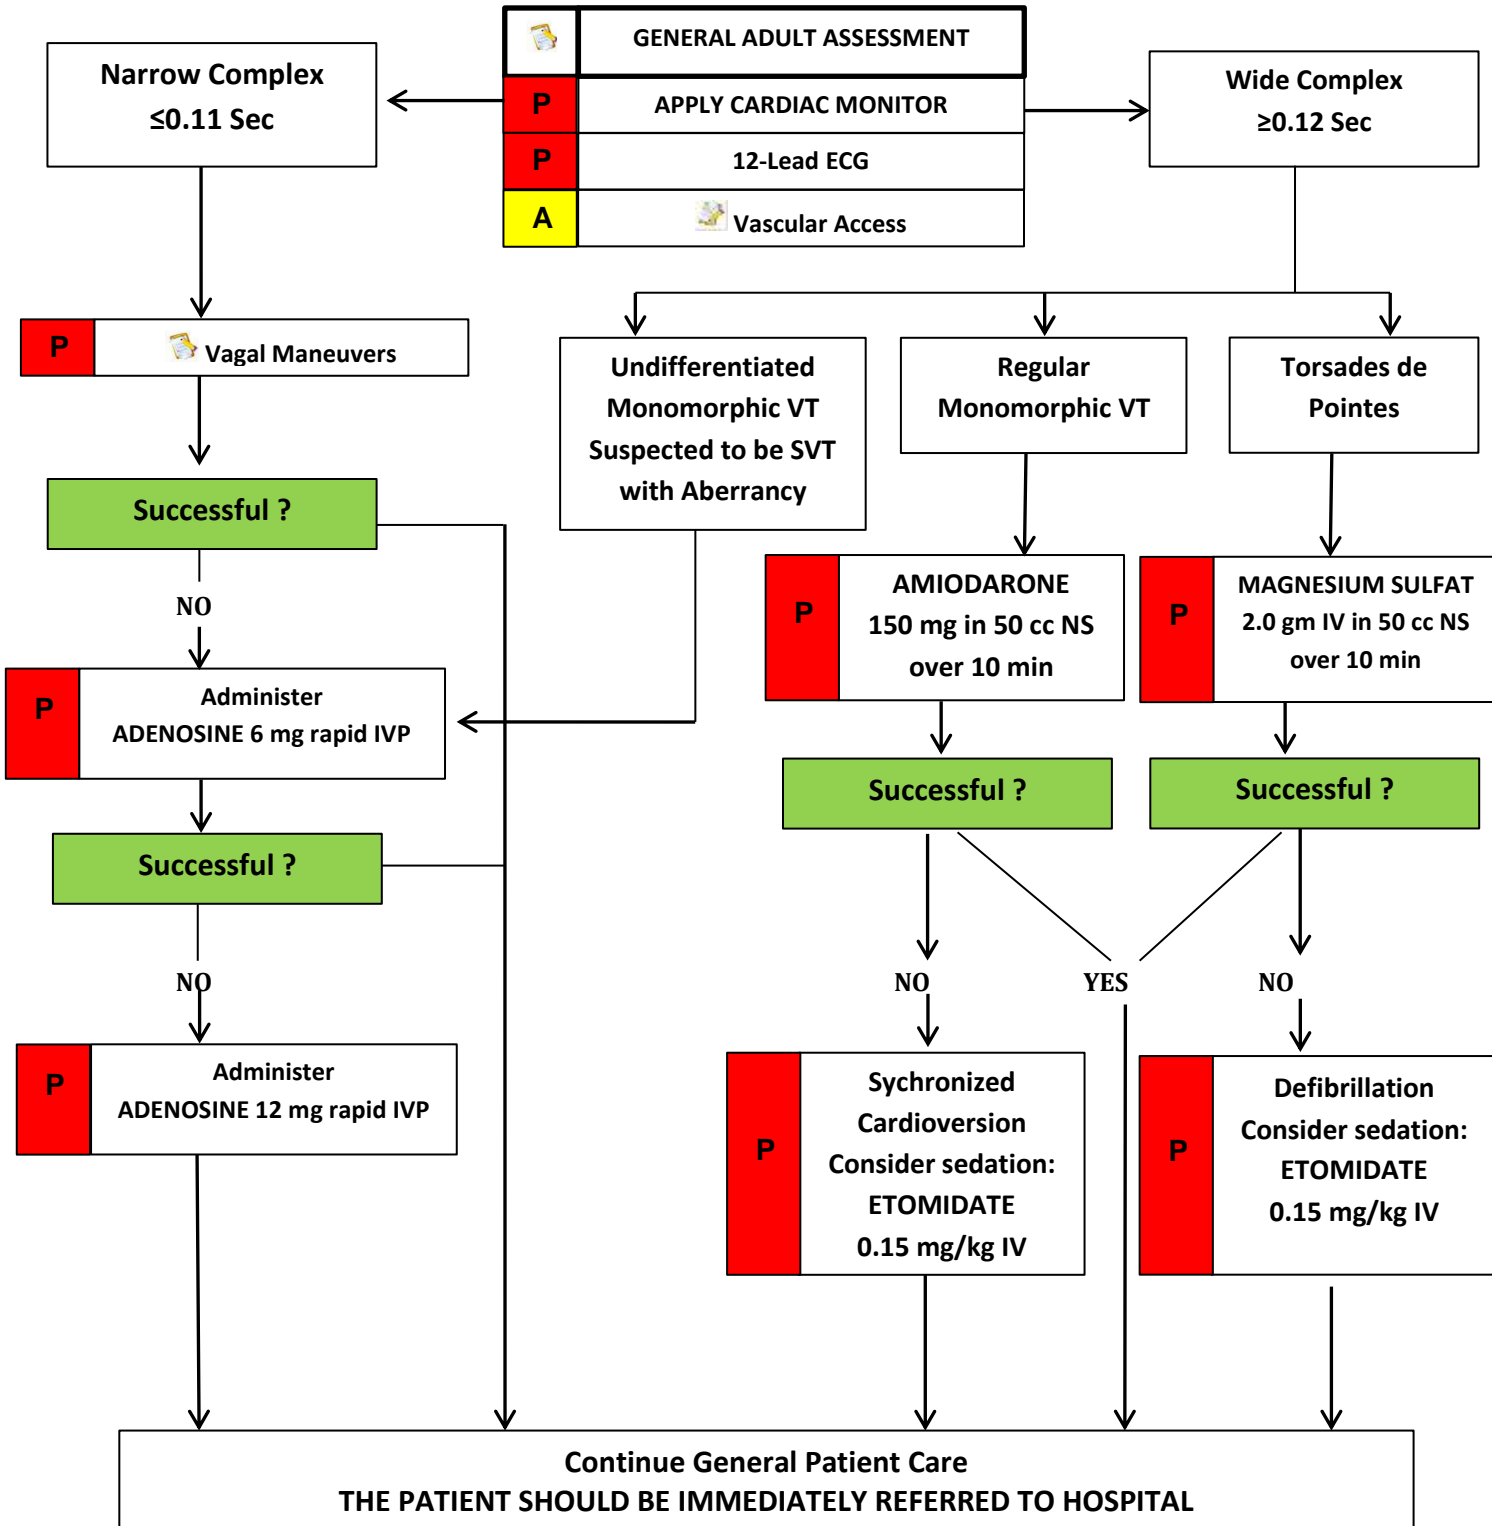 GENERAL ADULT ASSESSMENT
P APPLY CARDIAC MONITOR
P 12-Lead ECG
A Vascular Access
Narrow Complex
≤0.11 Sec
Wide Complex
≥0.12 Sec
P Vagal Maneuvers
Successful ?
NO
P
Administer
ADENOSINE 6 mg rapid IVP
Successful ?
NO
P
Administer
ADENOSINE 12 mg rapid IVP
Undifferentiated
Monomorphic VT
Suspected to be SVT
with Aberrancy
Regular
Monomorphic VT
Torsades de
Pointes
P
AMIODARONE
150 mg in 50 cc NS
over 10 min
P
MAGNESIUM SULFAT
2.0 gm IV in 50 cc NS
over 10 min
Successful ?
Successful ?
NO
YES
NO
P
Sychronized
Cardioversion
Consider sedation:
ETOMIDATE
0.15 mg/kg IV
P
Defibrillation
Consider sedation:
ETOMIDATE
0.15 mg/kg IV
Continue General Patient Care
THE PATIENT SHOULD BE IMMEDIATELY REFERRED TO HOSPITAL